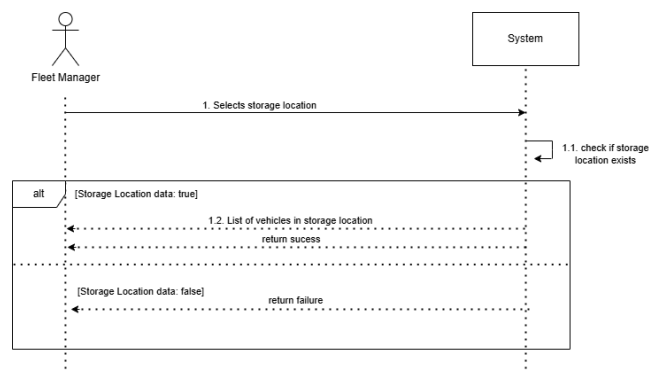 System
Fleet Manager
1. Selects storage location
1.1. check if storage
location exists
alt
[Storage Location data: true]
1.2. List of vehicles in storage location
return sucess
[Storage Location data: false]
return failure